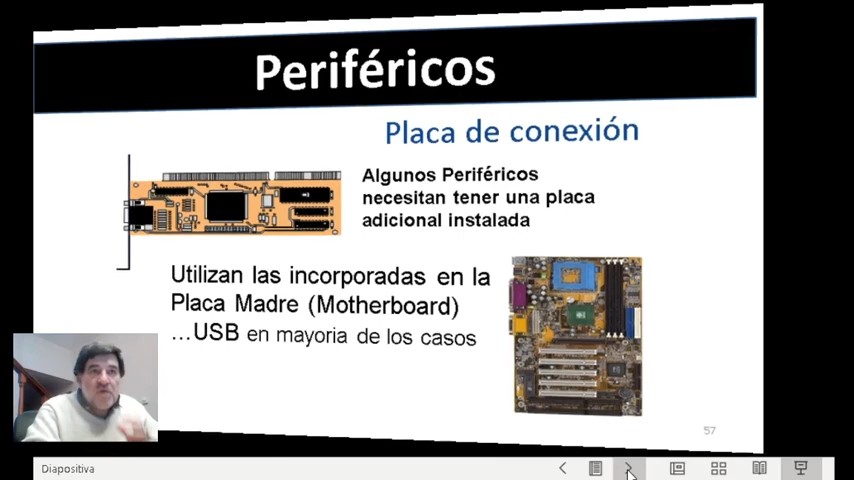 Periféricos
Placa de conexión
Algunos Periféricos
necesitan tener una placa
adicional instalada
Utilizan las incorporadas en la
Placa Madre (Motherboard)
...USB en mayoria de los casos
57
Diapositiva